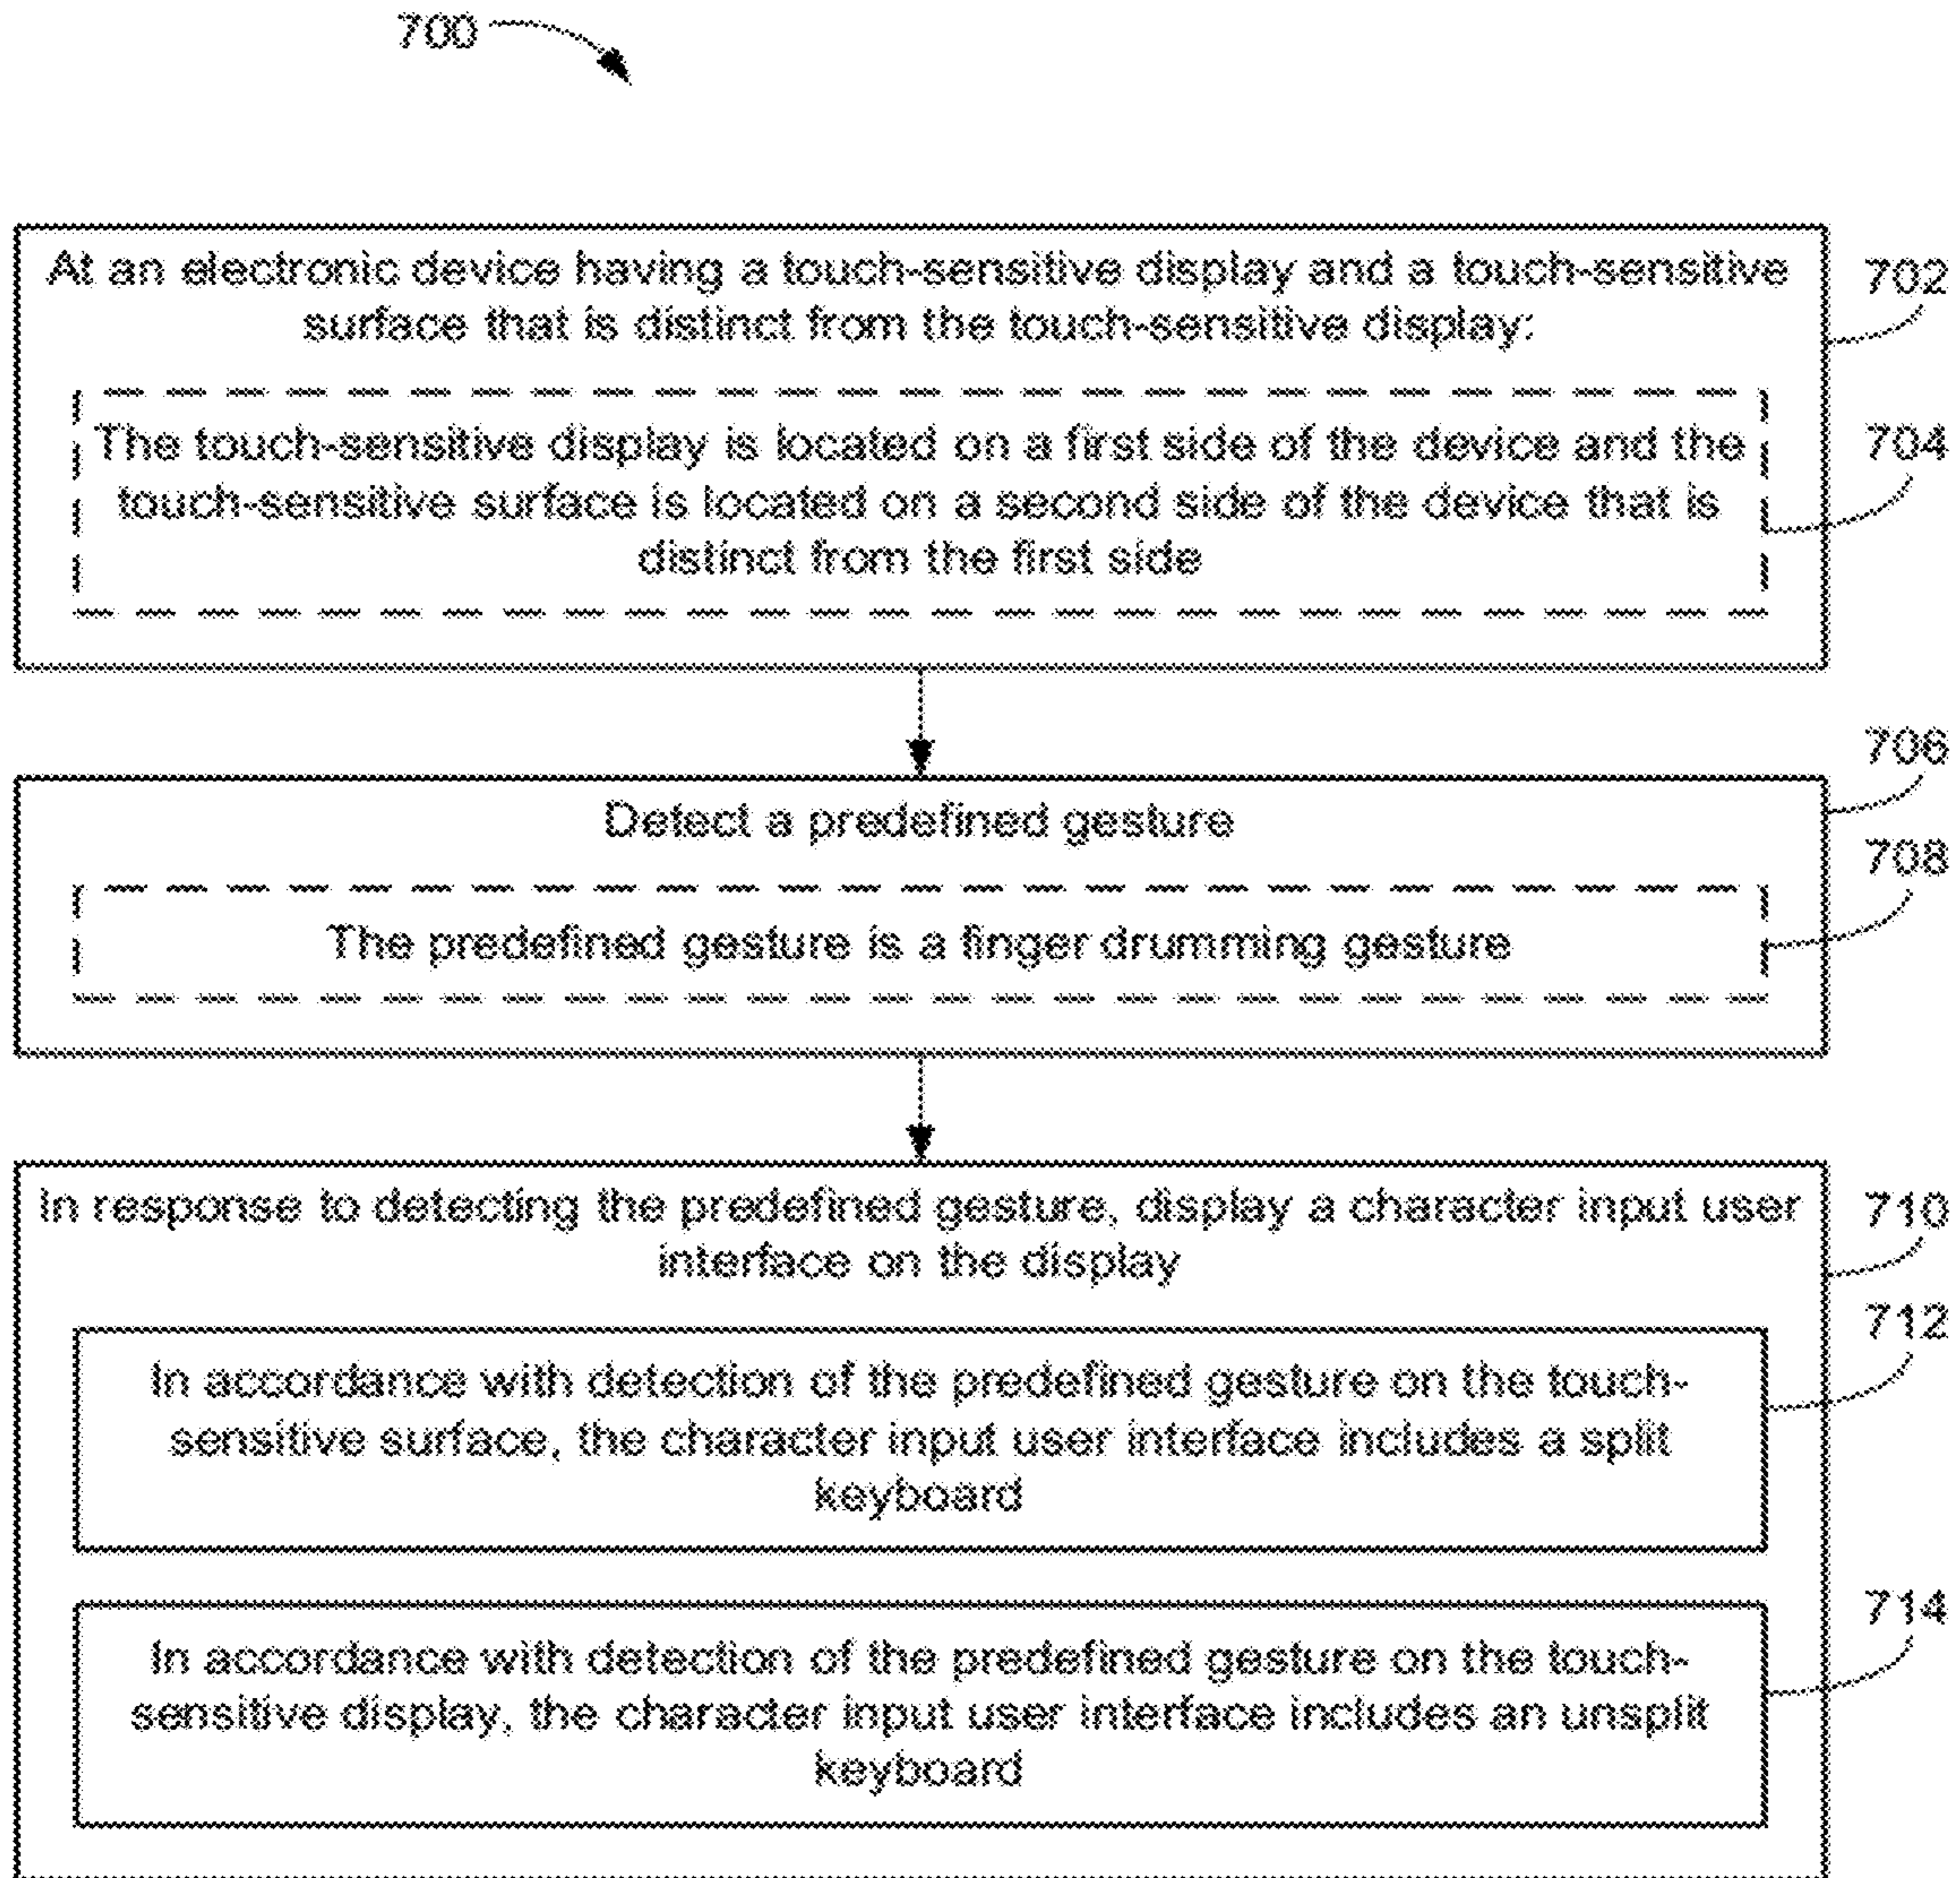 700
At an electronic device having a touch-sensitive display and a touch-sensitive
surface that is distinct from the touch-sensitive display:
702
The touch-sensitive display is located on a first side of the device and the
touch-sensitive surface is located on a second side of the device that is
distinct from the first side
704
Detect a predefined gesture
706
The predefined gesture is a finger drumming gesture
708
In response to detecting the predefined gesture, display a character input user
interface on the display
710
In accordance with detection of the predefined gesture on the touch-
sensitive surface, the character input user interface includes a split
keyboard
712
In accordance with detection of the predefined gesture on the touch-
sensitive display, the character input user interface includes an unsplit
keyboard
714